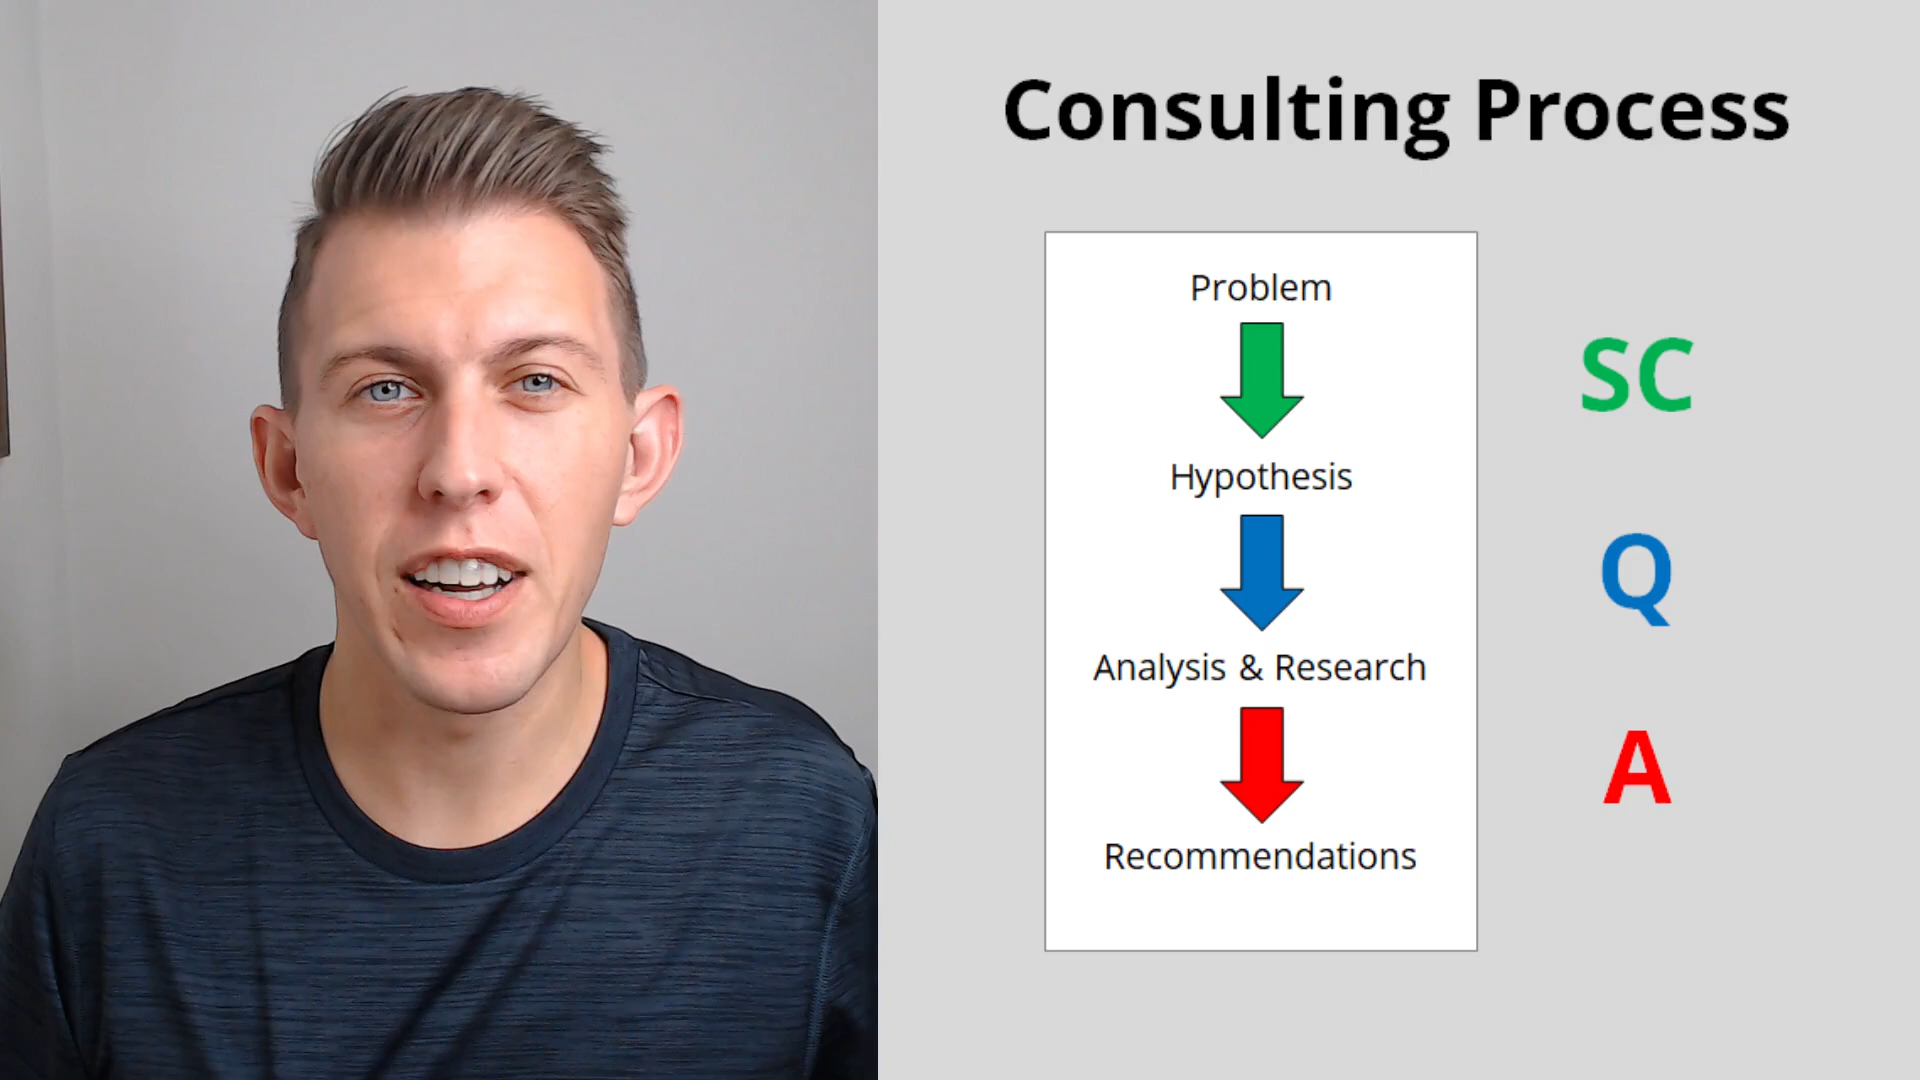 Consulting Process
Problem
SC
Hypothesis
Q
Analysis & Research
A
Recommendations